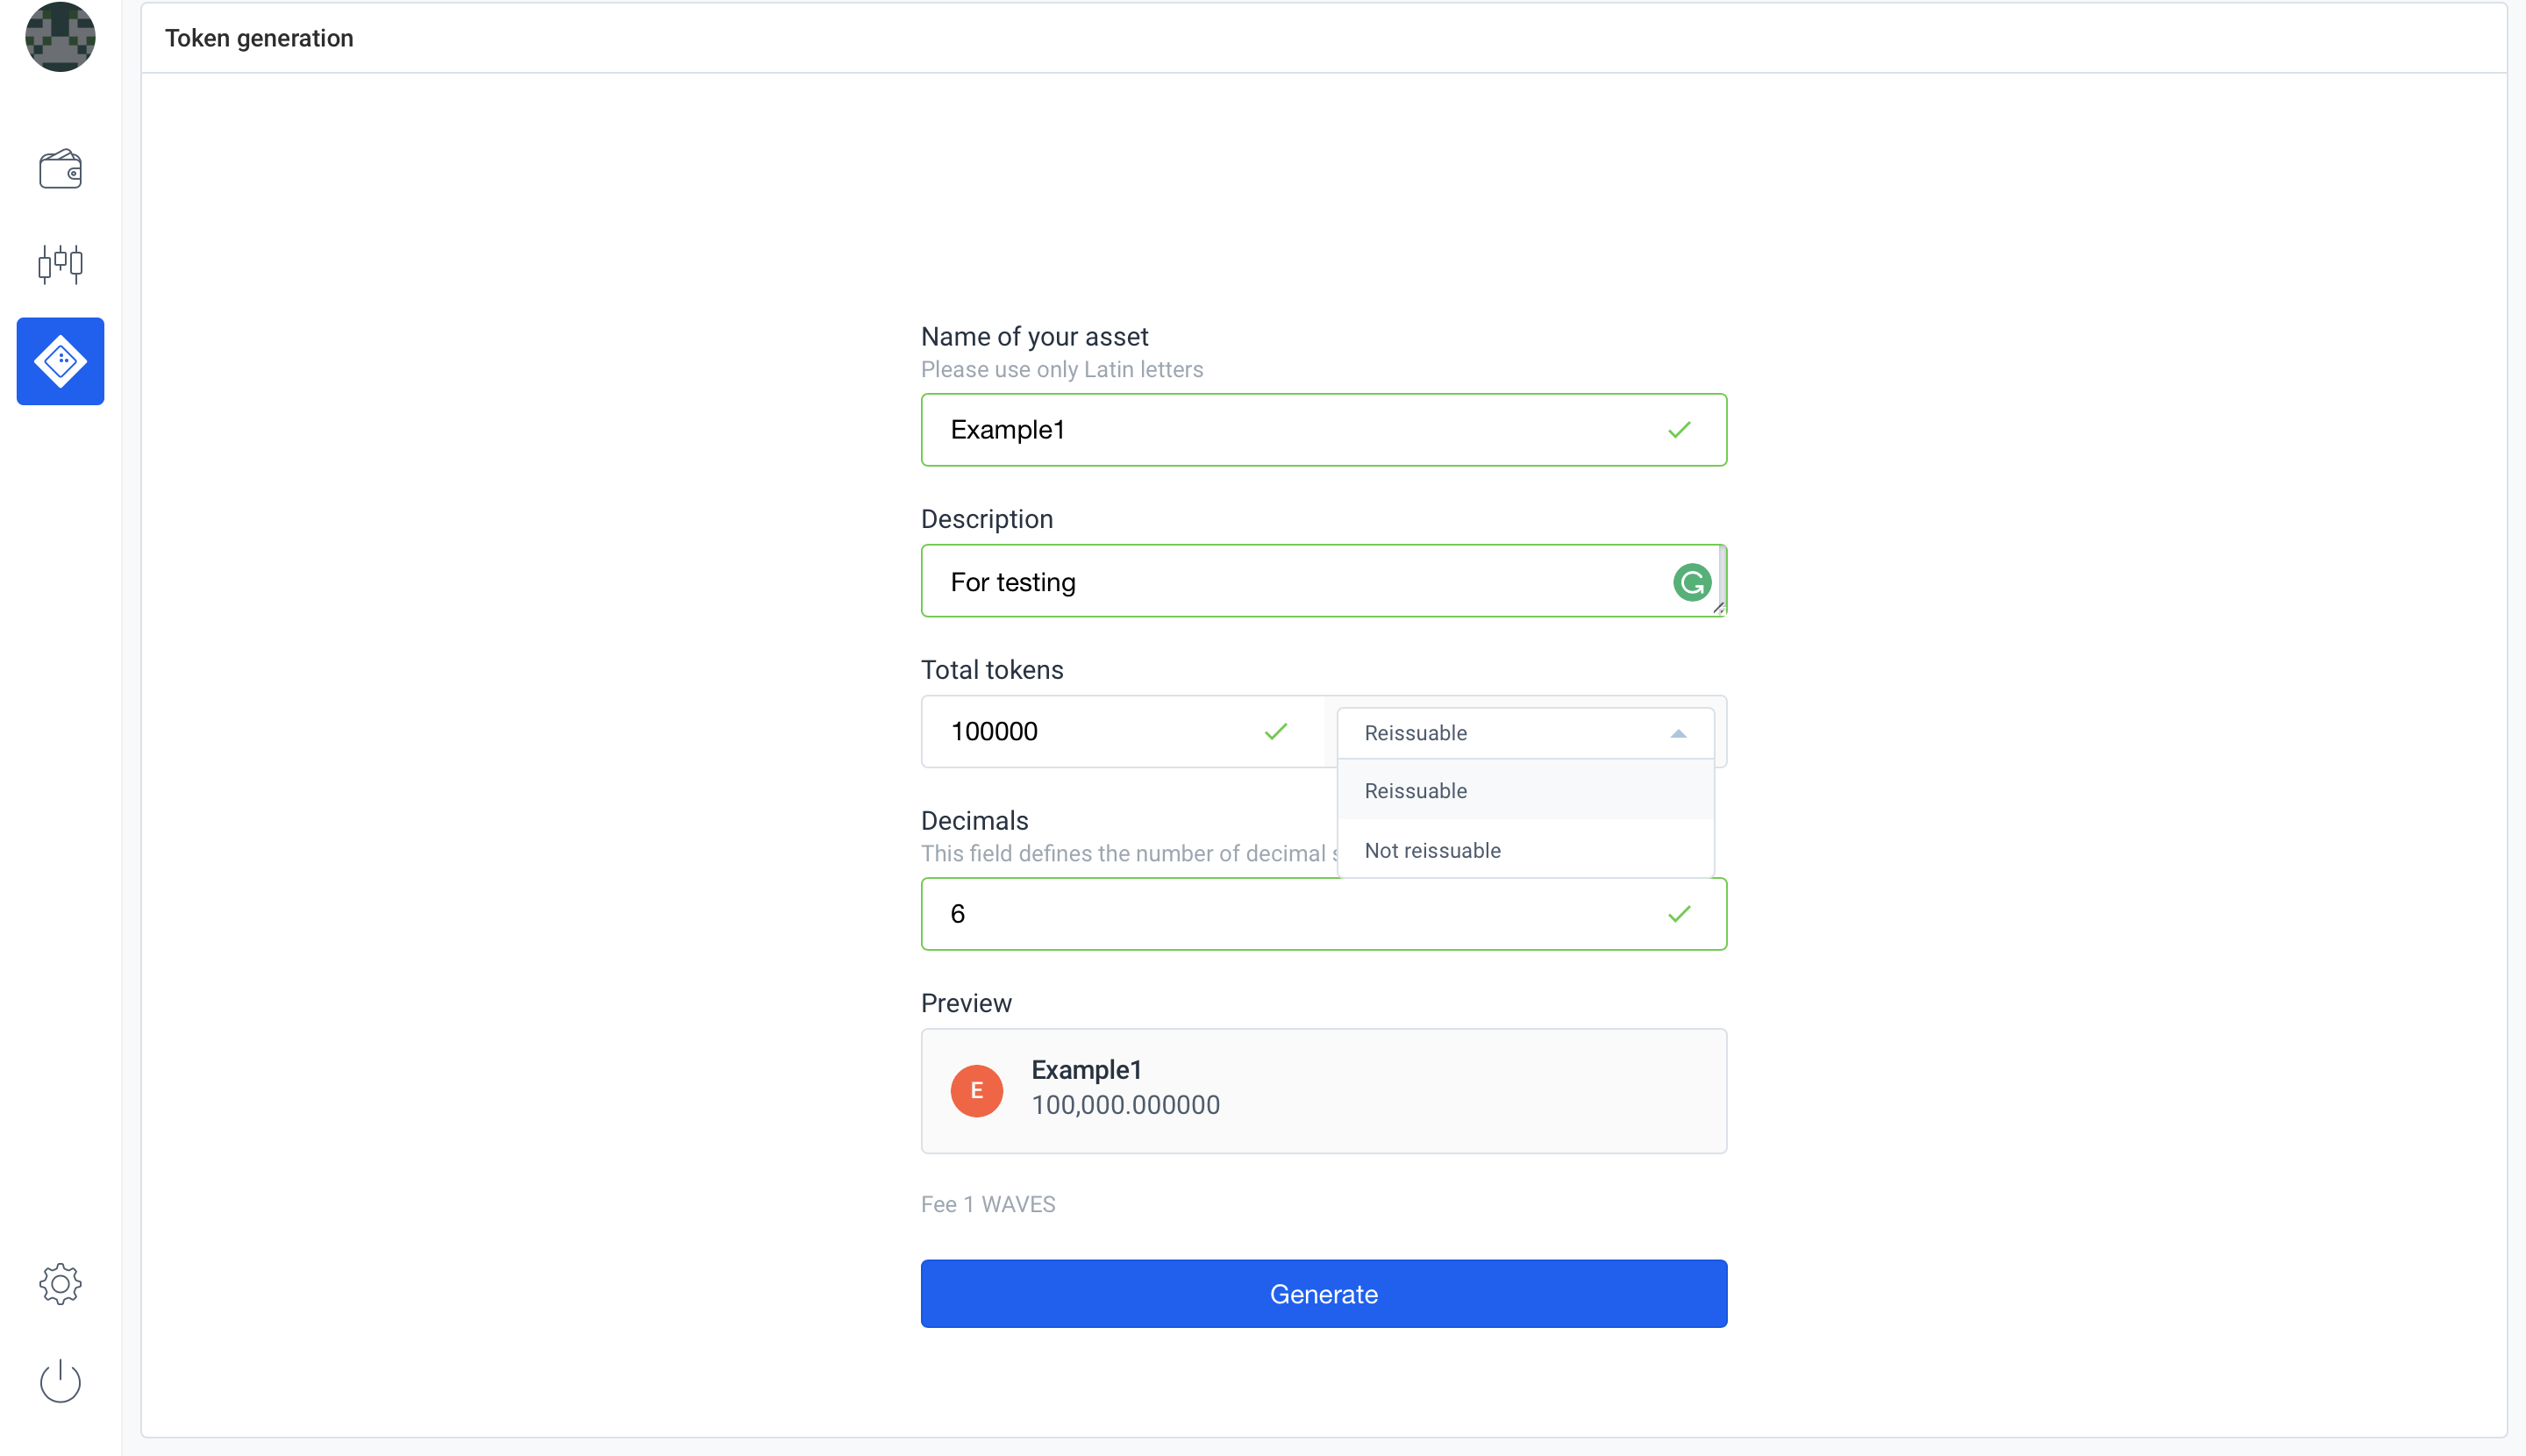 Token generation
Name of your asset
Please use only Latin letters
Example1
Description
For testing
G
Total tokens
100000
Reissuable
Reissuable
Not reissuable
Decimals
This field defines the number of decimal
6
Preview
E
Example1
100,000.000000
Fee 1 WAVES
Generate